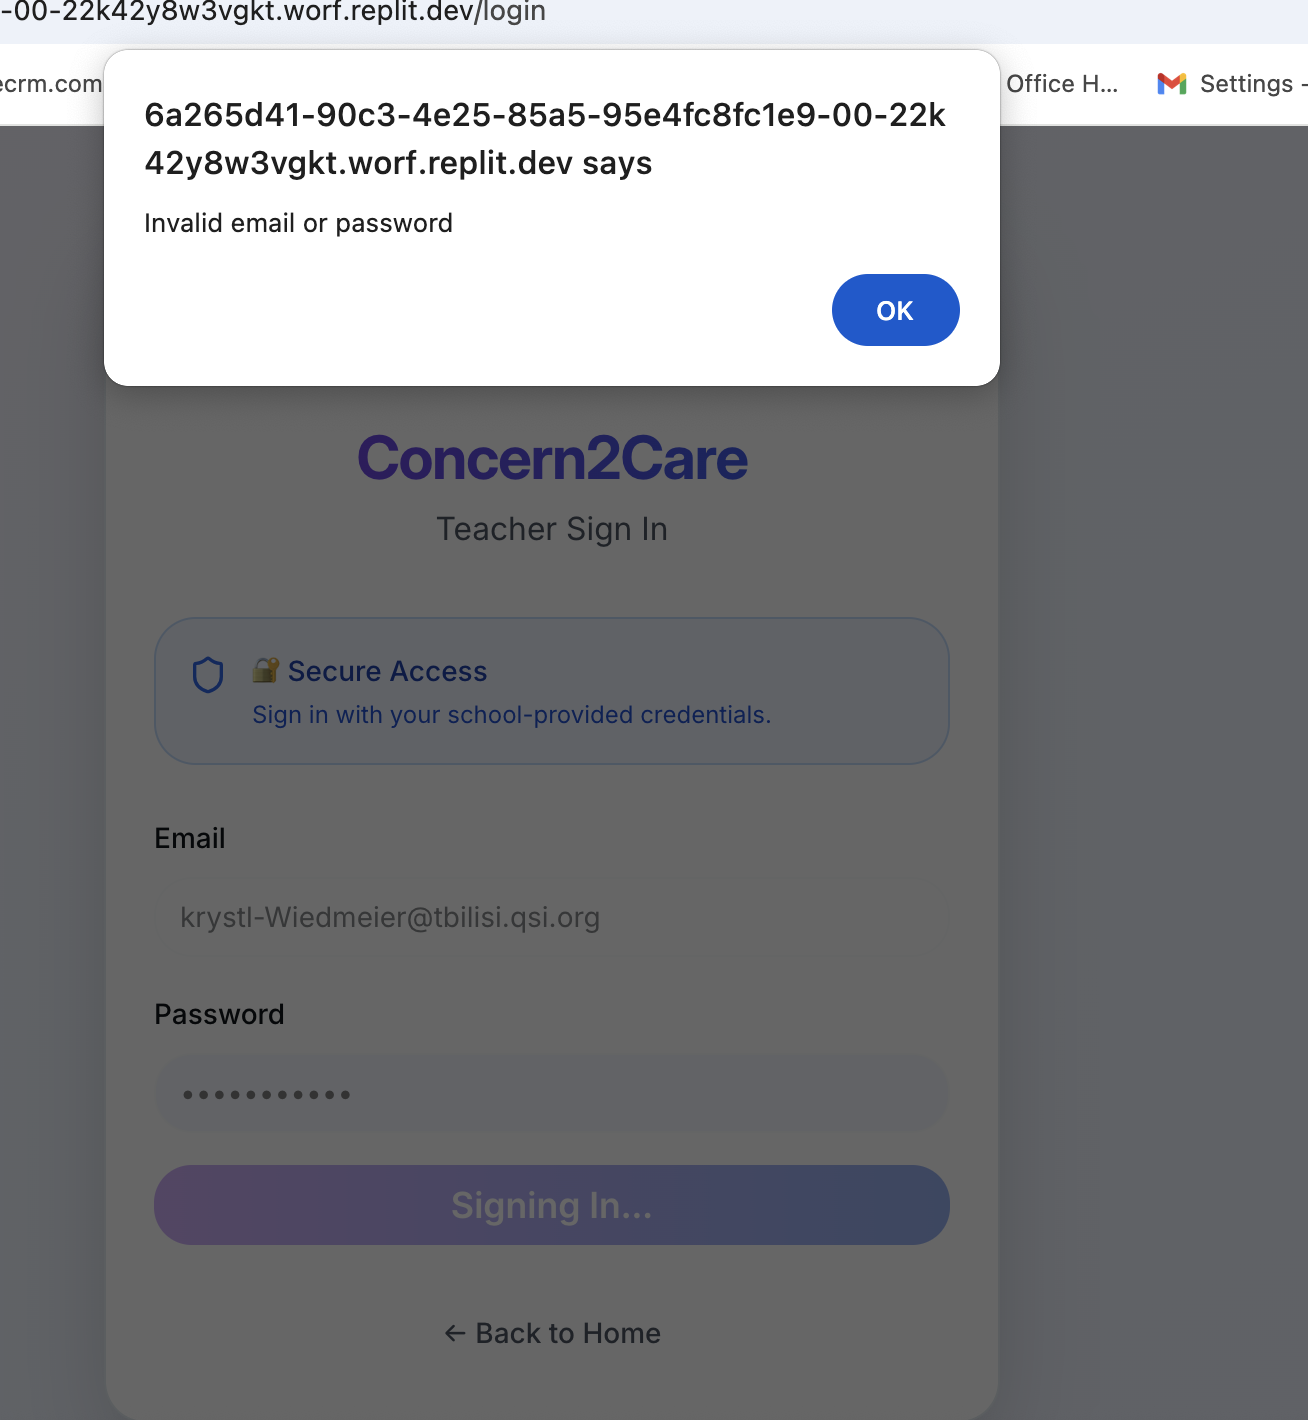 -00-22k42y8w3vgkt.worf.replit.dev/login
ecrm.com
Office H...
Settings -
6a265d41-90c3-4e25-85a5-95e4fc8fc1e9-00-22k
42y8w3vgkt.worf.replit.dev says
Invalid email or password
OK
Concern2Care
Teacher Sign In
🔐 Secure Access
Sign in with your school-provided credentials.
Email
krystl-Wiedmeier@tbilisi.qsi.org
Password
•••••••••••
Signing In...
← Back to Home